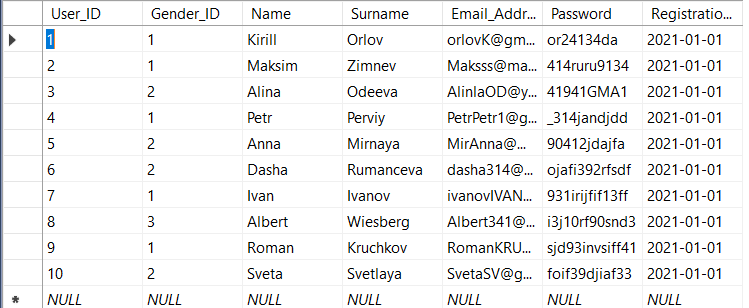 User_ID Gender_ID Name Surname Email_Addr... Password Registratio...
1 1 Kirill Orlov orlovK@gm... or24134da 2021-01-01
2 1 Maksim Zimnev Maksss@ma... 414ruru9134 2021-01-01
3 2 Alina Odeeva AlinlaOD@y... 41941GMA1 2021-01-01
4 1 Petr Perviy PetrPetr1@g... _314jandjdd 2021-01-01
5 2 Anna Mirnaya MirAnna@... 90412jdajfa 2021-01-01
6 2 Dasha Rumanceva dasha314@... ojafi392rfsdf 2021-01-01
7 1 Ivan Ivanov ivanovIVAN... 931irijfif13ff 2021-01-01
8 3 Albert Wiesberg Albert341@... i3j10rf90snd3 2021-01-01
9 1 Roman Kruchkov RomanKRU... sjd93invsiff41 2021-01-01
10 2 Sveta Svetlaya SvetaSV@g... foif39djiaf33 2021-01-01
NULL NULL NULL NULL NULL NULL NULL